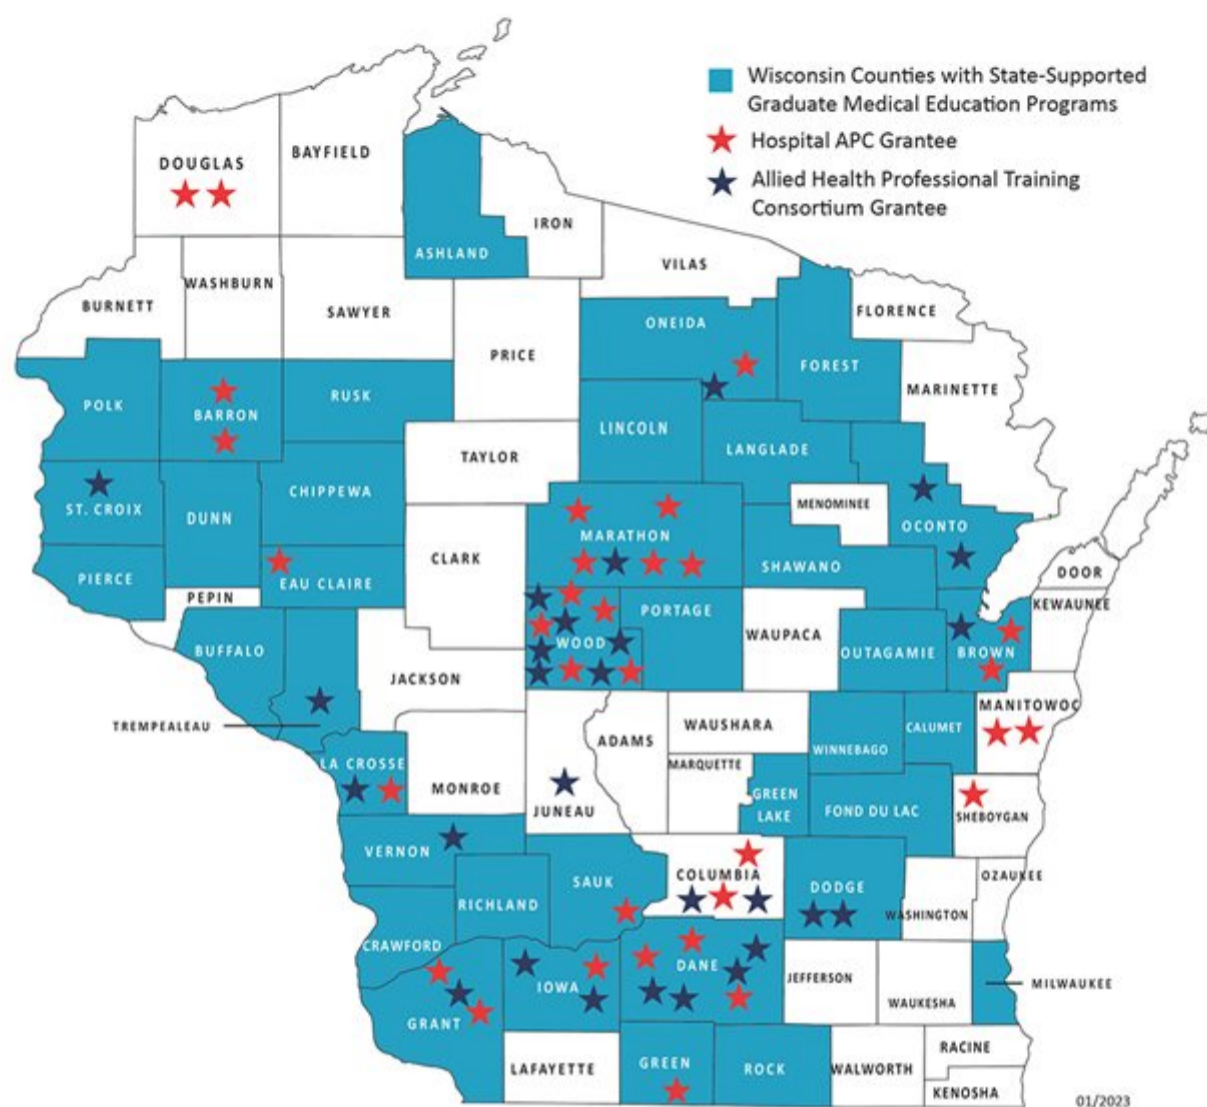 Wisconsin Counties with State-Supported
Graduate Medical Education Programs
Hospital APC Grantee
Allied Health Professional Training
Consortium Grantee
DOUGLAS
BAYFIELD
ASHLAND
IRON
VILAS
BURNETT
WASHBURN
SAWYER
PRICE
ONEIDA
FOREST
FLORENCE
MARINETTE
POLK
BARRON
RUSK
TAYLOR
LINCOLN
LANGLADE
ST. CROIX
DUNN
CHIPPEWA
CLARK
MARATHON
MENOMINEE
OCONTO
PIERCE
PEPIN
EAU CLAIRE
SHAWANO
DOOR
KEWAUNEE
BUFFALO
TREMPEALEAU
JACKSON
WOOD
PORTAGE
WAUPACA
OUTAGAMIE
BROWN
MANITOWOC
LA CROSSE
MONROE
JUNEAU
ADAMS
WAUSHARA
MARQUETTE
GREEN
LAKE
WINNEBAGO
CALUMET
FOND DU LAC
SHEBOYGAN
VERNON
RICHLAND
SAUK
COLUMBIA
DODGE
WASHINGTON
OZAUKEE
CRAWFORD
GRANT
IOWA
DANE
JEFFERSON
WAUKESHA
MILWAUKEE
LAFAYETTE
GREEN
ROCK
WALWORTH
RACINE
KENOSHA
01/2023